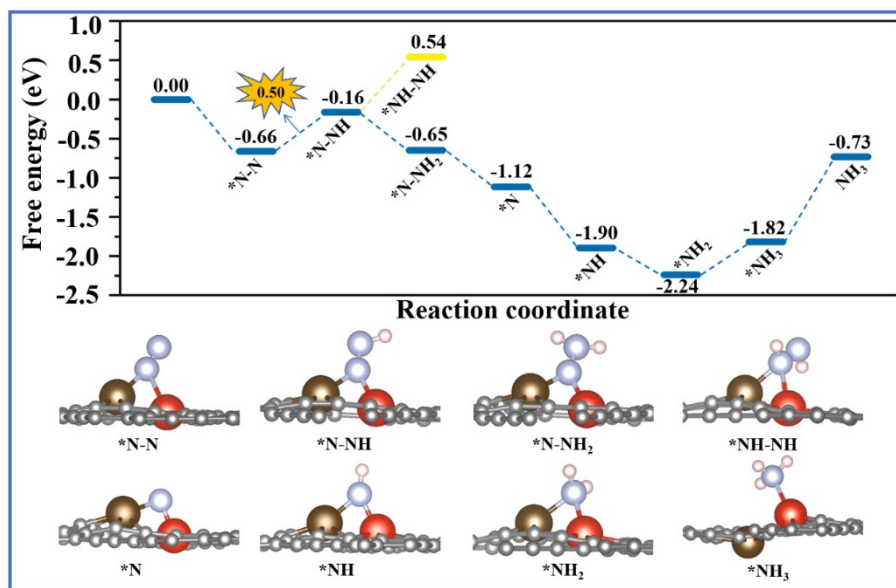 Free energy (eV)
1.0
0.5
0.0
-0.5
-1.0
-1.5
-2.0
-2.5
0.00
-0.66
*N-N
0.50
-0.16
*N-NH
0.54
*NH-NH
-0.65
*N-NH₂
-1.12
*N
-1.90
*NH
*NH₂
-2.24
-1.82
*NH₃
-0.73
NH₃
Reaction coordinate
*N-N
*N-NH
*N-NH₂
*NH-NH
*N
*NH
*NH₂
*NH₃